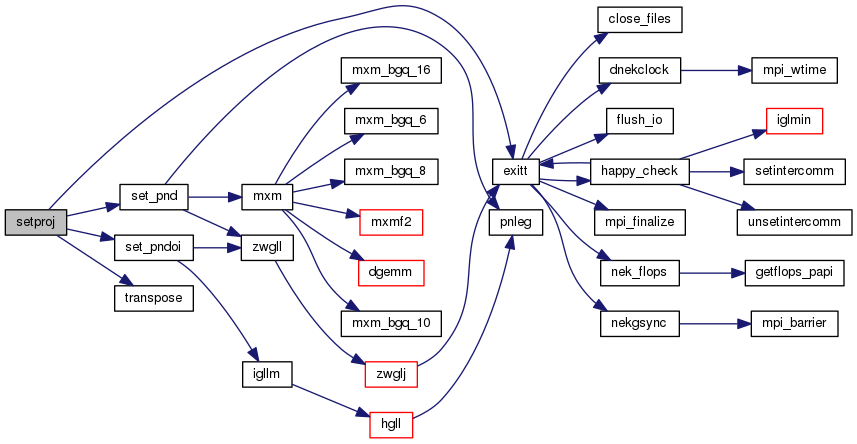 setproj
set_pnd
set_pndoi
transpose
mxm
zwgll
igllm
mxm_bgq_16
mxm_bgq_6
mxm_bgq_8
mxmf2
dgemm
mxm_bgq_10
zwglj
hgll
exitt
pnleg
close_files
dnekclock
flush_io
happy_check
mpi_finalize
nek_flops
nekgsync
mpi_wtime
iglmin
setintercomm
unsetintercomm
getflops_papi
mpi_barrier